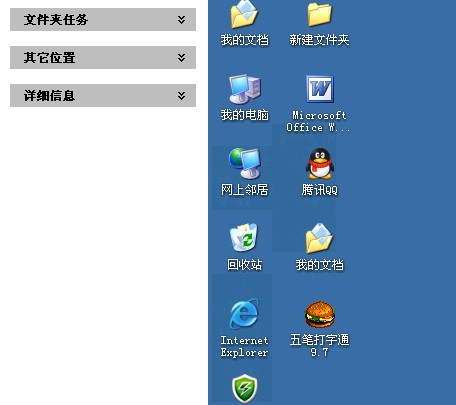 文件夹任务
其它位置
详细信息
我的文档
新建文件夹
我的电脑
Microsoft
Office W...
网上邻居
腾讯QQ
回收站
我的文档
Internet
Explorer
五笔打字通
9.7